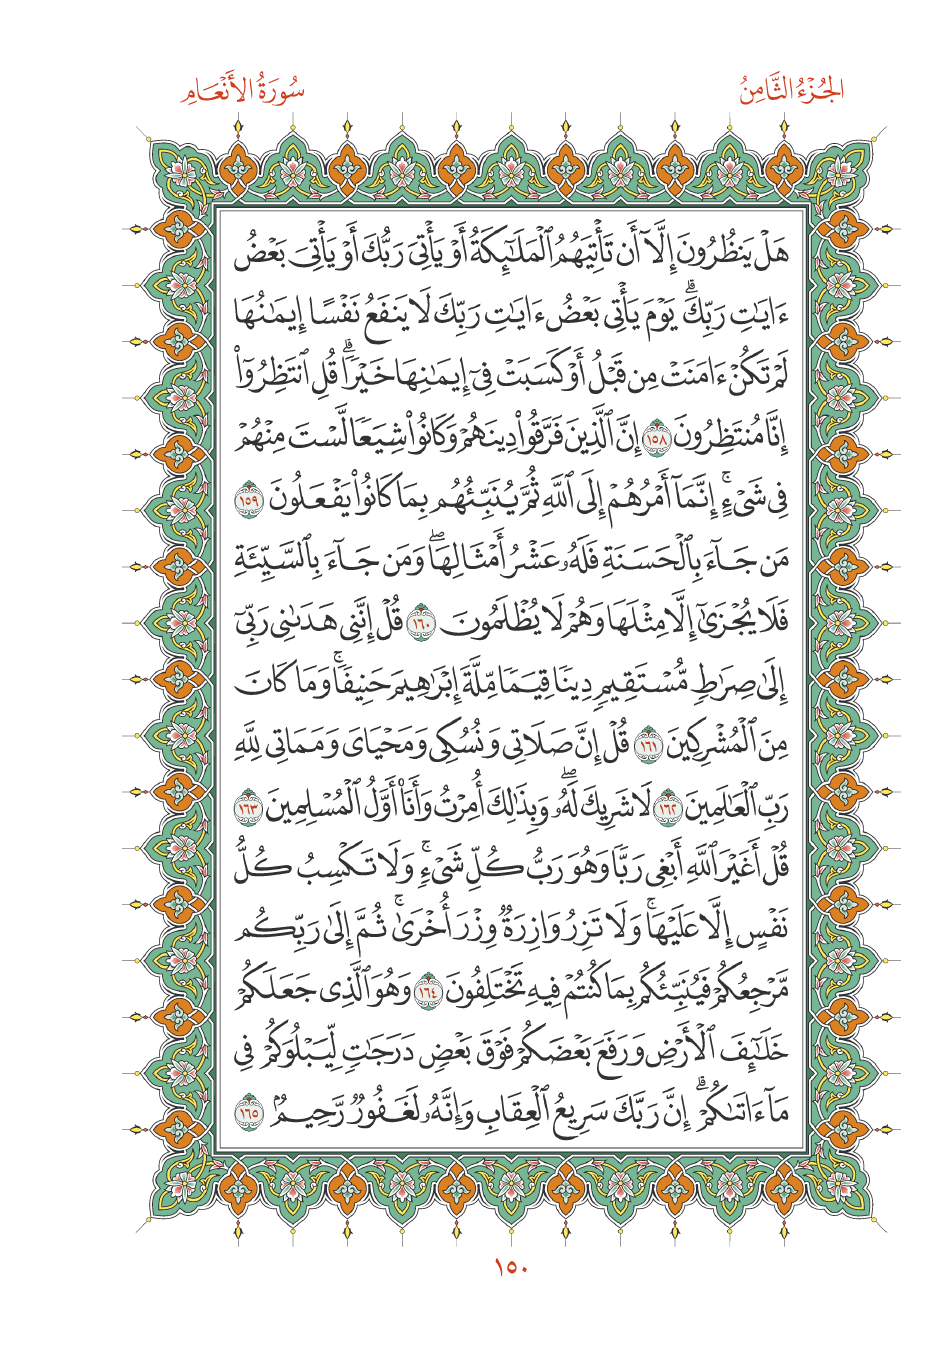 الجُزْءُ الثَّامِنُ
سُورَةُ الأَنْعَامِ
هَلْ يَنظُرُونَ إِلَّآ أَن تَأْتِيَهُمُ ٱلْمَلَٰٓئِكَةُ أَوْ يَأْتِىَ رَبُّكَ أَوْ يَأْتِىَ بَعْضُ
ءَايَٰتِ رَبِّكَۗ يَوْمَ يَأْتِى بَعْضُ ءَايَٰتِ رَبِّكَ لَا يَنفَعُ نَفْسًا إِيمَٰنُهَا
لَمْ تَكُنْ ءَامَنَتْ مِن قَبْلُ أَوْ كَسَبَتْ فِىٓ إِيمَٰنِهَا خَيْرًاۗ قُلِ ٱنتَظِرُوٓا۟
إِنَّا مُنتَظِرُونَ ١٥٨ إِنَّ ٱلَّذِينَ فَرَّقُوا۟ دِينَهُمْ وَكَانُوا۟ شِيَعًا لَّسْتَ مِنْهُمْ
فِى شَىْءٍۚ إِنَّمَآ أَمْرُهُمْ إِلَى ٱللَّهِ ثُمَّ يُنَبِّئُهُم بِمَا كَانُوا۟ يَفْعَلُونَ ١٥٩
مَن جَآءَ بِٱلْحَسَنَةِ فَلَهُۥ عَشْرُ أَمْثَالِهَاۖ وَمَن جَآءَ بِٱلسَّيِّئَةِ
فَلَا يُجْزَىٰٓ إِلَّا مِثْلَهَا وَهُمْ لَا يُظْلَمُونَ ١٦٠ قُلْ إِنَّنِى هَدَىٰنِى رَبِّىٓ
إِلَىٰ صِرَٰطٍ مُّسْتَقِيمٍ دِينًا قِيَمًا مِّلَّةَ إِبْرَٰهِيمَ حَنِيفًاۚ وَمَا كَانَ
مِنَ ٱلْمُشْرِكِينَ ١٦١ قُلْ إِنَّ صَلَاتِى وَنُسُكِى وَمَحْيَاىَ وَمَمَاتِى لِلَّهِ
رَبِّ ٱلْعَٰلَمِينَ ١٦٢ لَا شَرِيكَ لَهُۥۖ وَبِذَٰلِكَ أُمِرْتُ وَأَنَا۠ أَوَّلُ ٱلْمُسْلِمِينَ ١٦٣
قُلْ أَغَيْرَ ٱللَّهِ أَبْغِى رَبًّا وَهُوَ رَبُّ كُلِّ شَىْءٍۚ وَلَا تَكْسِبُ كُلُّ
نَفْسٍ إِلَّا عَلَيْهَاۚ وَلَا تَزِرُ وَازِرَةٌ وِزْرَ أُخْرَىٰۚ ثُمَّ إِلَىٰ رَبِّكُم
مَّرْجِعُكُمْ فَيُنَبِّئُكُم بِمَا كُنتُمْ فِيهِ تَخْتَلِفُونَ ١٦٤ وَهُوَ ٱلَّذِى جَعَلَكُمْ
خَلَٰٓئِفَ ٱلْأَرْضِ وَرَفَعَ بَعْضَكُمْ فَوْقَ بَعْضٍ دَرَجَٰتٍ لِّيَبْلُوَكُمْ فِى
مَآ ءَاتَىٰكُمْۗ إِنَّ رَبَّكَ سَرِيعُ ٱلْعِقَابِ وَإِنَّهُۥ لَغَفُورٌ رَّحِيمٌۢ ١٦٥
١٥٠